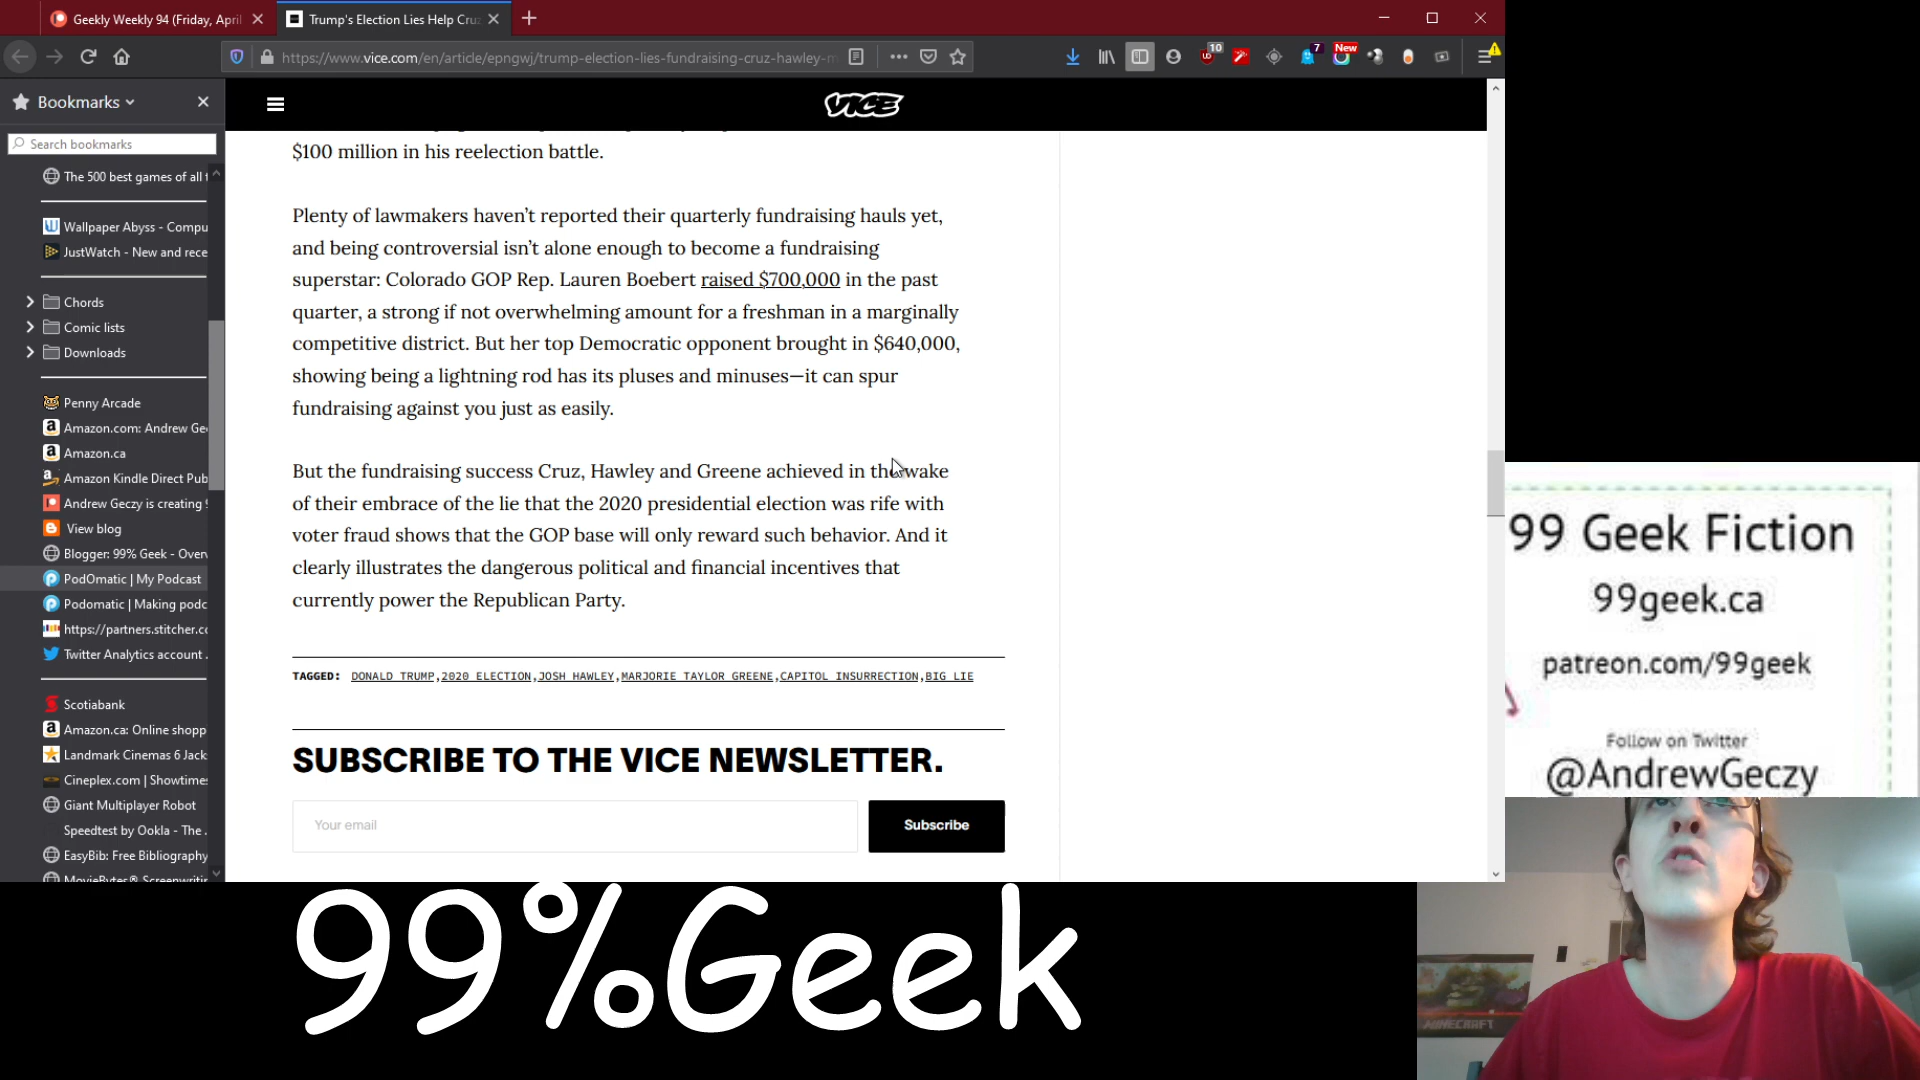 Geekly Weekly 94 (Friday, April
Trump's Election Lies Help Cruz
https://www.vice.com/en/article/epngwj/trump-election-lies-fundraising-cruz-hawley-m
10
7
New
Bookmarks
Search bookmarks
The 500 best games of all t
Wallpaper Abyss - Compu
JustWatch - New and rece
Chords
Comic lists
Downloads
Penny Arcade
Amazon.com: Andrew Ge
Amazon.ca
Amazon Kindle Direct Pub
Andrew Geczy is creating
View blog
Blogger: 99% Geek - Overv
PodOmatic | My Podcast
Podomatic | Making podc
https://partners.stitcher.co
Twitter Analytics account
Scotiabank
Amazon.ca: Online shopp
Landmark Cinemas 6 Jack
Cineplex.com | Showtimes
Giant Multiplayer Robot
Speedtest by Ookla - The
EasyBib: Free Bibliography
MovieBytes® Screenwriti
VICE
$100 million in his reelection battle.
Plenty of lawmakers haven't reported their quarterly fundraising hauls yet,
and being controversial isn't alone enough to become a fundraising
superstar: Colorado GOP Rep. Lauren Boebert raised $700,000 in the past
quarter, a strong if not overwhelming amount for a freshman in a marginally
competitive district. But her top Democratic opponent brought in $640,000,
showing being a lightning rod has its pluses and minuses—it can spur
fundraising against you just as easily.
But the fundraising success Cruz, Hawley and Greene achieved in the wake
of their embrace of the lie that the 2020 presidential election was rife with
voter fraud shows that the GOP base will only reward such behavior. And it
clearly illustrates the dangerous political and financial incentives that
currently power the Republican Party.
TAGGED: DONALD TRUMP,2020 ELECTION,JOSH HAWLEY,MARJORIE TAYLOR GREENE,CAPITOL INSURRECTION,BIG LIE
SUBSCRIBE TO THE VICE NEWSLETTER.
Your email
Subscribe
99 Geek Fiction
99geek.ca
patreon.com/99geek
Follow on Twitter
@AndrewGeczy
MINECRAFT
99%Geek